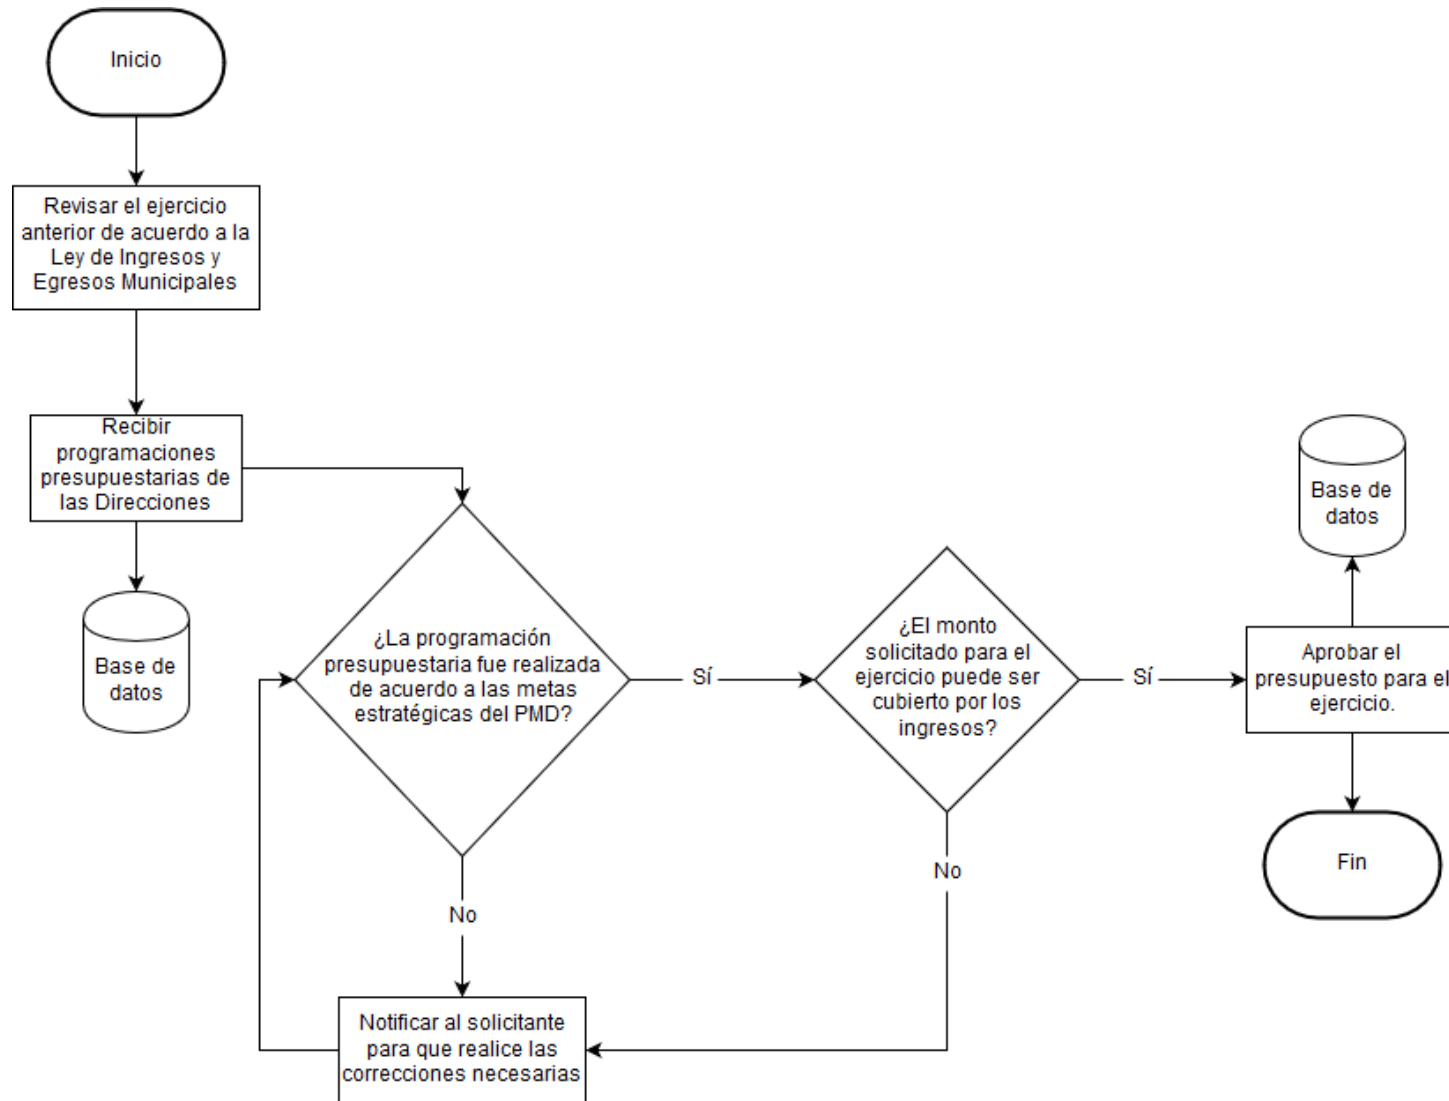 Inicio
Revisar el ejercicio
anterior de acuerdo a la
Ley de Ingresos y
Egresos Municipales
Recibir
programaciones
presupuestarias de
las Direcciones
Base de
datos
¿La programación
presupuestaria fue realizada
de acuerdo a las metas
estratégicas del PMD?
Sí
No
Notificar al solicitante
para que realice las
correcciones necesarias
¿El monto
solicitado para el
ejercicio puede ser
cubierto por los
ingresos?
Sí
No
Base de
datos
Aprobar el
presupuesto para el
ejercicio.
Fin